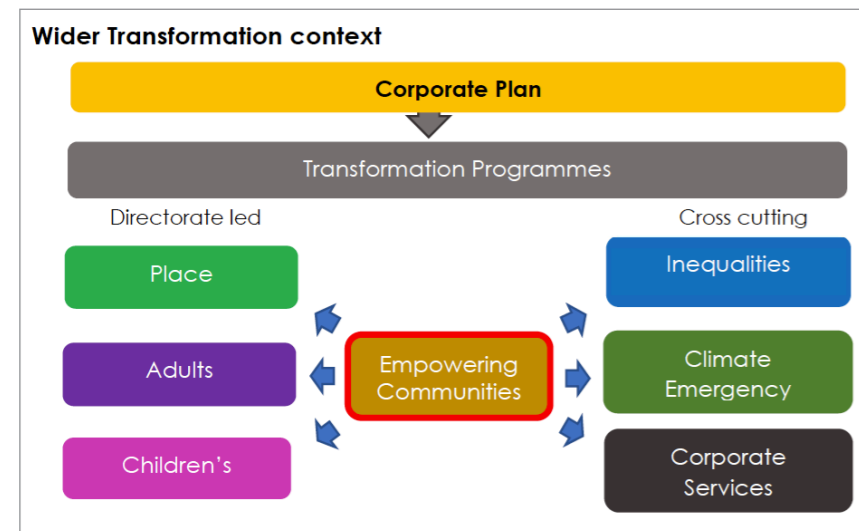 Wider Transformation context
Corporate Plan
Transformation Programmes
Directorate led
Cross cutting
Place
Inequalities
Adults
Empowering
Communities
Climate
Emergency
Children’s
Corporate
Services